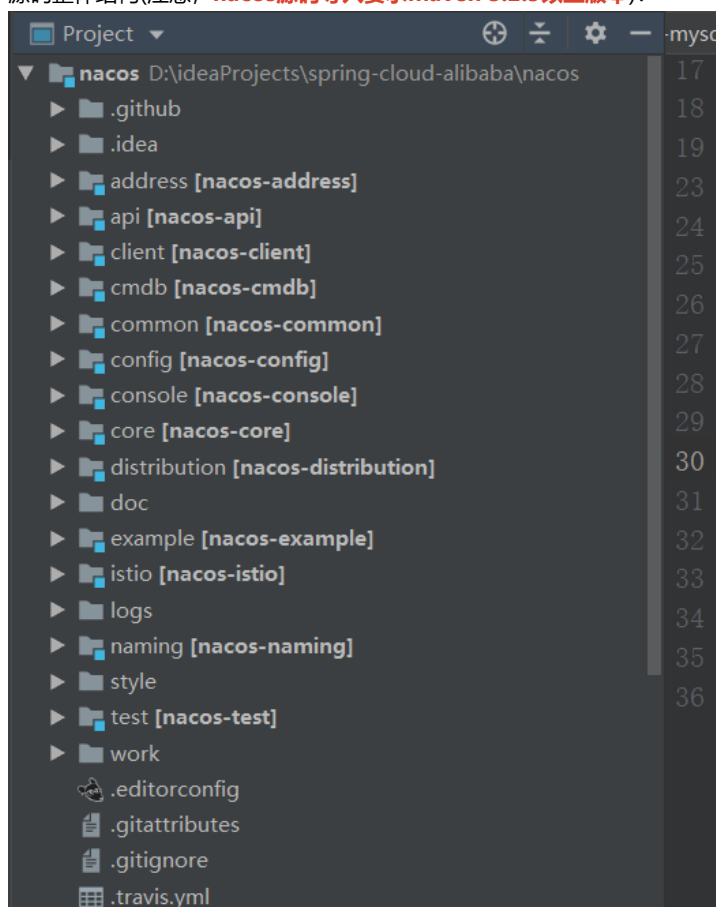 Project
-mysq
nacos D:\ideaProjects\spring-cloud-alibaba\nacos
17
.github
18
.idea
19
address [nacos-address]
23
api [nacos-api]
24
client [nacos-client]
25
cmdb [nacos-cmdb]
26
common [nacos-common]
27
config [nacos-config]
28
console [nacos-console]
29
core [nacos-core]
30
distribution [nacos-distribution]
31
doc
32
example [nacos-example]
33
istio [nacos-istio]
34
logs
35
naming [nacos-naming]
36
style
test [nacos-test]
work
.editorconfig
.gitattributes
.gitignore
.travis.yml